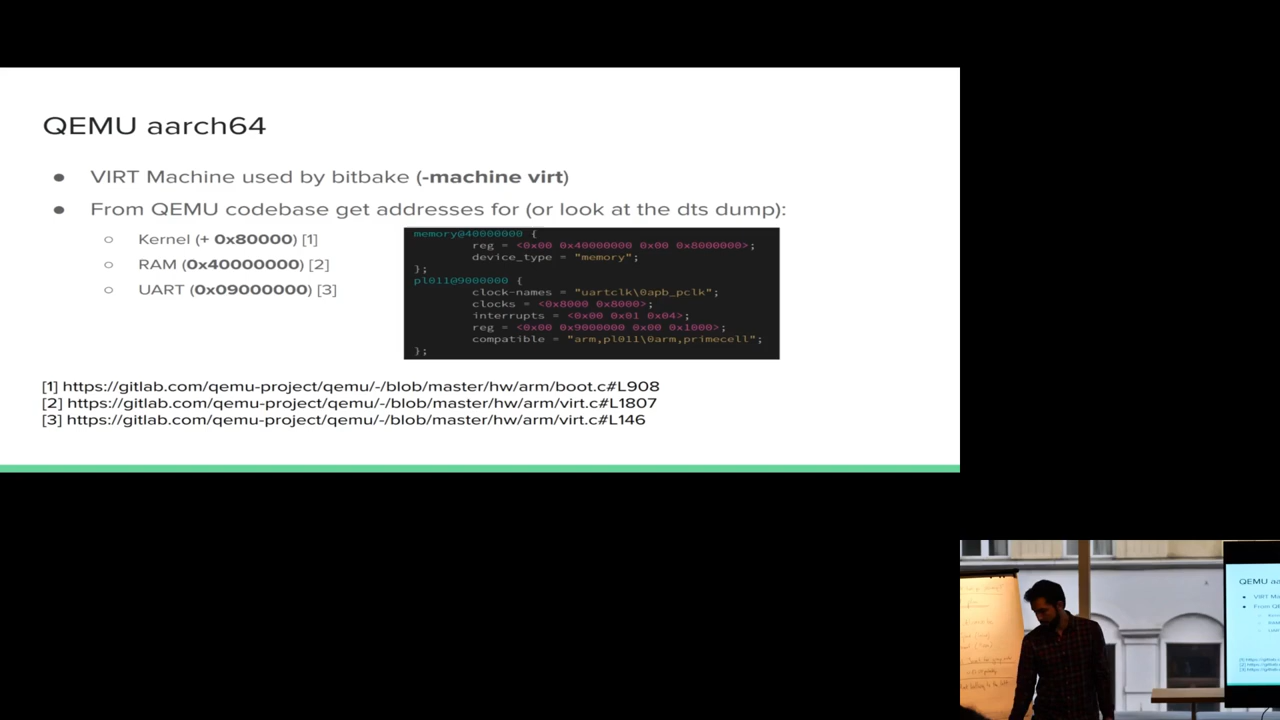 QEMU aarch64
● VIRT Machine used by bitbake (-machine virt)
● From QEMU codebase get addresses for (or look at the dts dump):
○ Kernel (+ 0x80000) [1]
○ RAM (0x40000000) [2]
○ UART (0x09000000) [3]
memory@40000000 {
reg = <0x00 0x40000000 0x00 0x8000000>;
device_type = "memory";
};
pl011@9000000 {
clock-names = "uartclk\0apb_pclk";
clocks = <0x8000 0x8000>;
interrupts = <0x00 0x01 0x04>;
reg = <0x00 0x9000000 0x00 0x1000>;
compatible = "arm,pl011\0arm,primecell";
};
[1] https://gitlab.com/qemu-project/qemu/-/blob/master/hw/arm/boot.c#L908
[2] https://gitlab.com/qemu-project/qemu/-/blob/master/hw/arm/virt.c#L1807
[3] https://gitlab.com/qemu-project/qemu/-/blob/master/hw/arm/virt.c#L146
QEMU aa
VIRT Ma
From QE